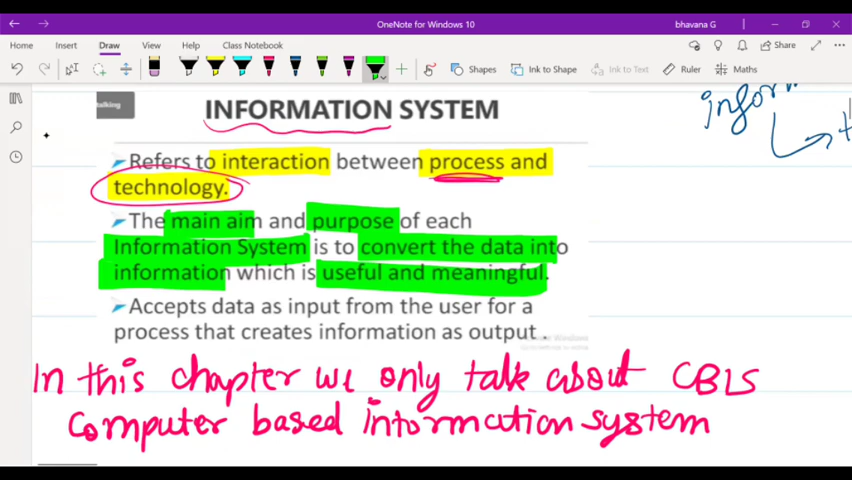 OneNote for Windows 10
bhavana G
Home Insert Draw View Help Class Notebook
Share
Shapes Ink to Shape Ink to Text Ruler Maths
talking
INFORMATION SYSTEM
Refers to interaction between process and
technology.
The main aim and purpose of each
Information System is to convert the data into
information which is useful and meaningful.
Accepts data as input from the user for a
process that creates information as output .
In this chapter we only talk about CBIS
Computer based information system